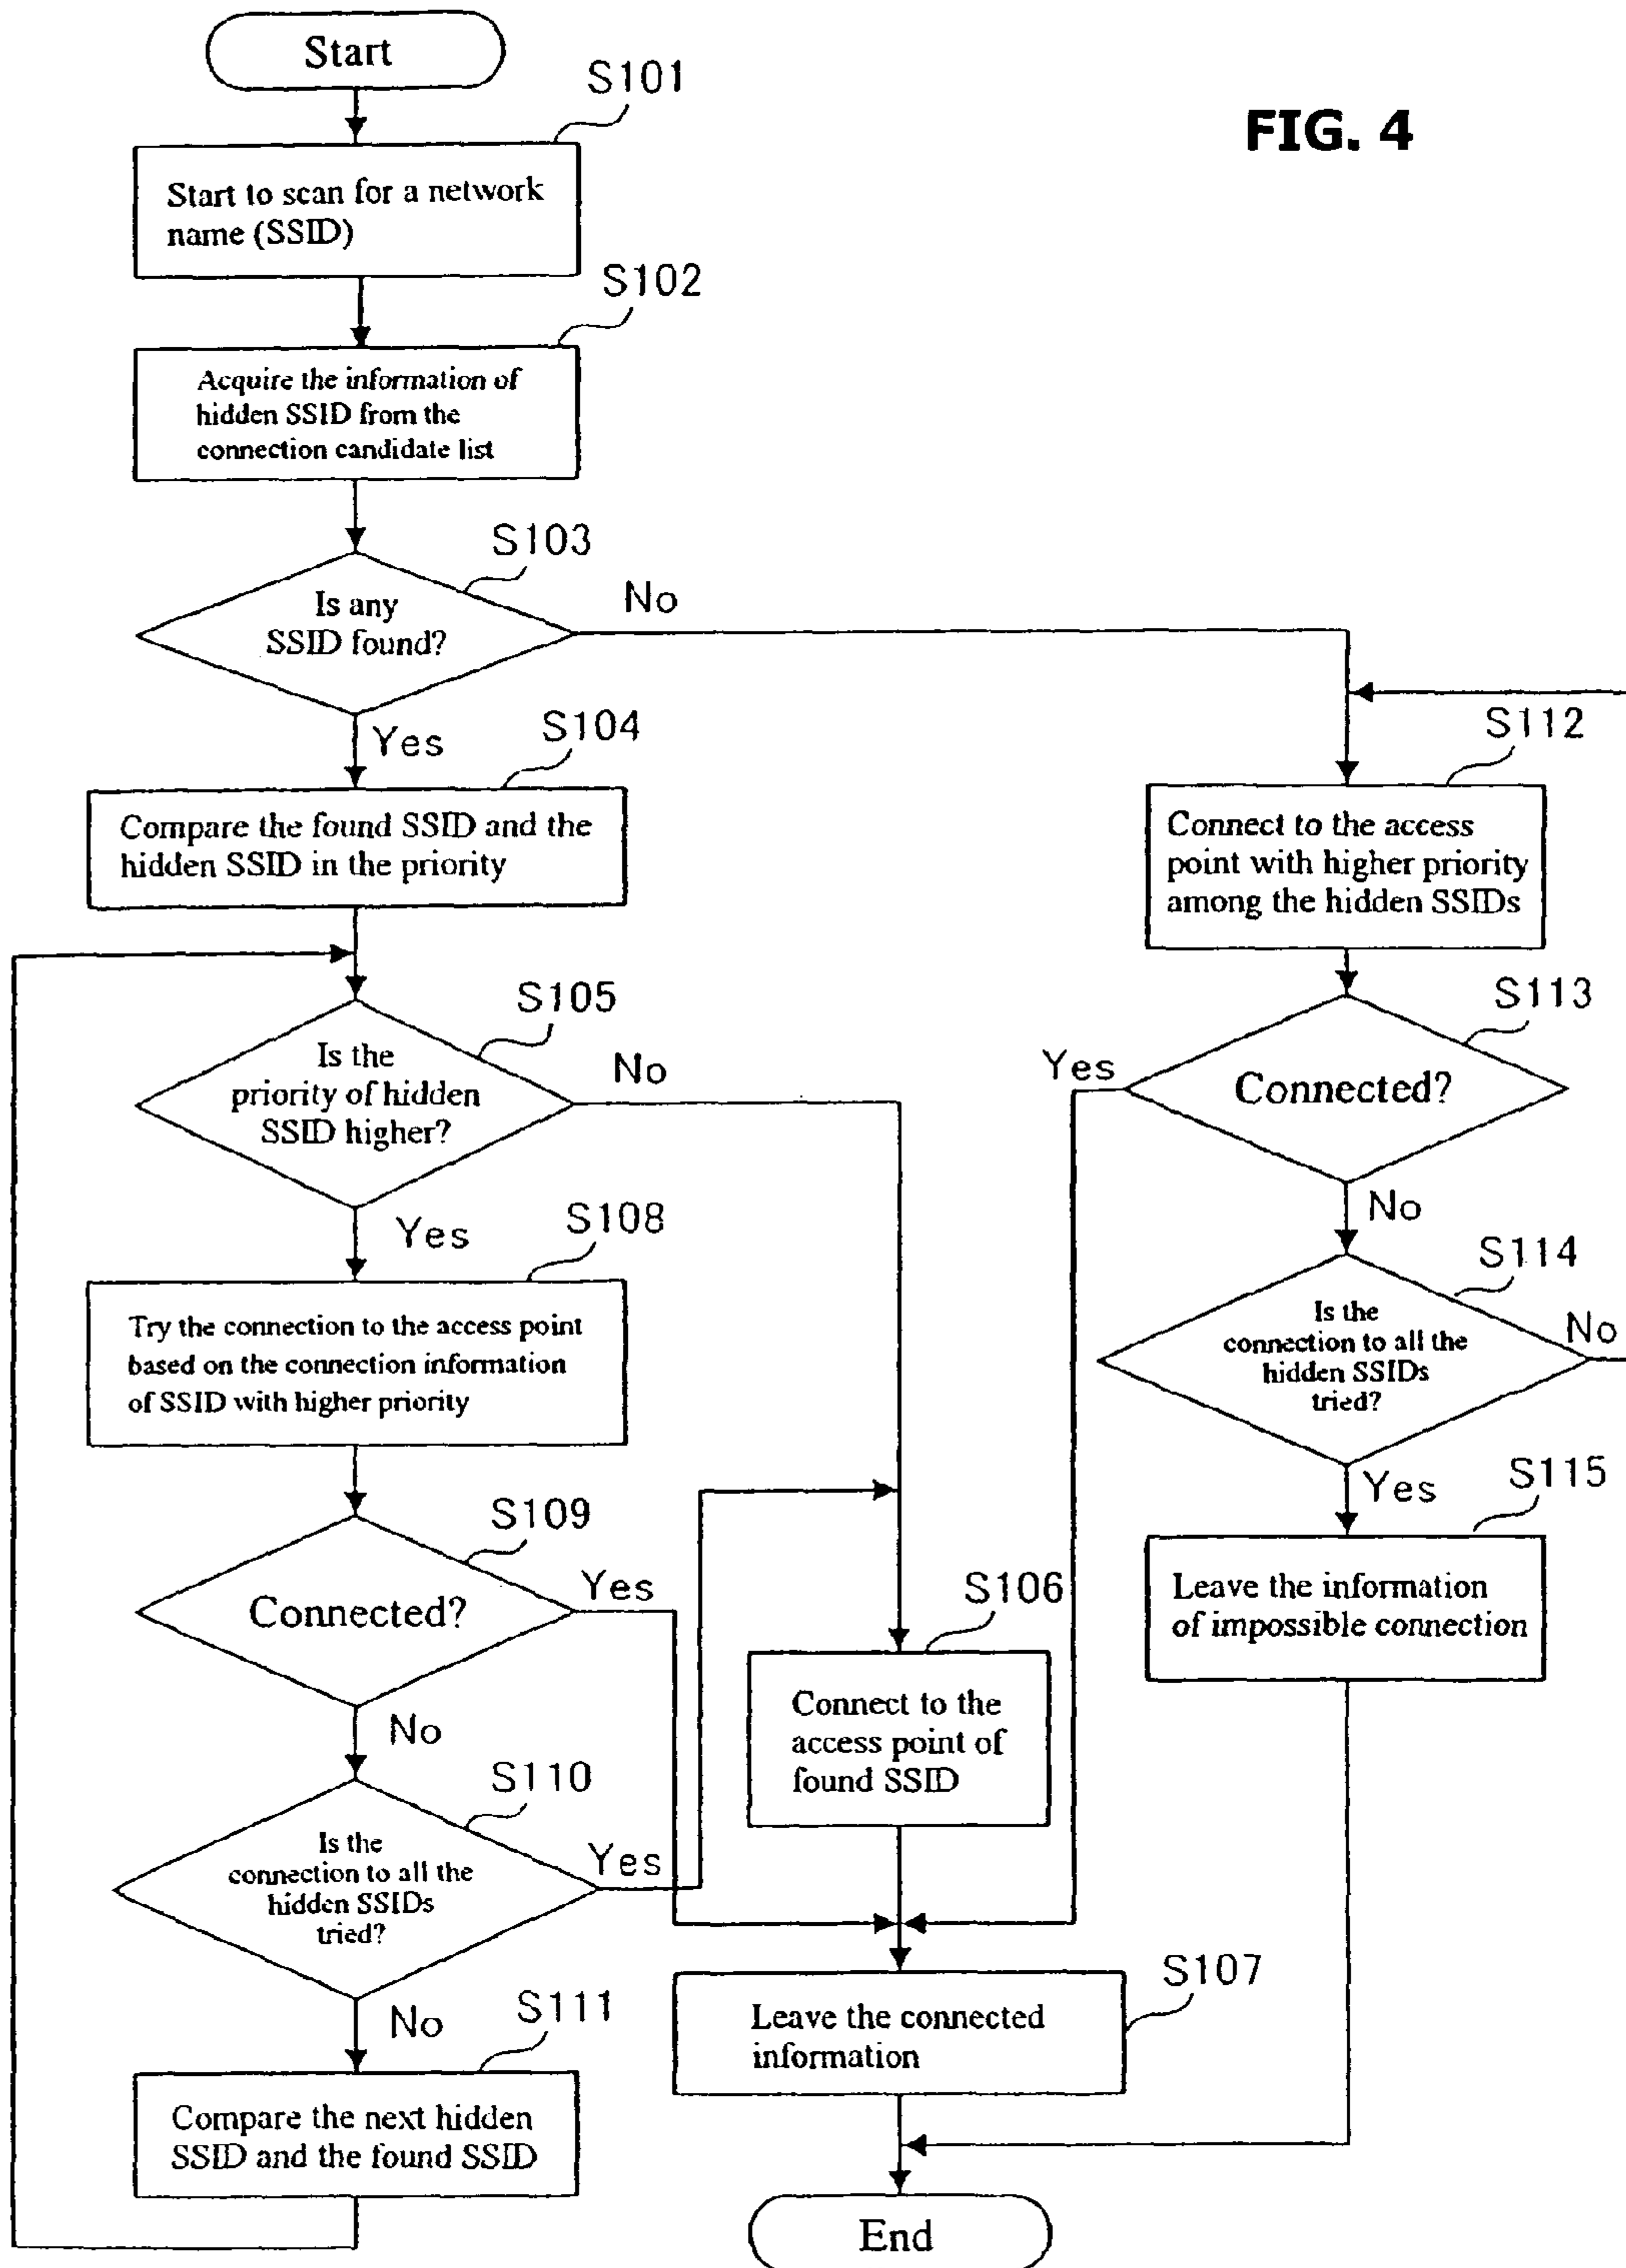 FIG. 4
Start
S101
Start to scan for a network
name (SSID)
S102
Acquire the information of
hidden SSID from the
connection candidate list
S103
Is any
SSID found?
No
Yes
S104
Compare the found SSID and the
hidden SSID in the priority
S105
Is the
priority of hidden
SSID higher?
No
Yes
S108
Try the connection to the access point
based on the connection information
of SSID with higher priority
S109
Connected?
Yes
No
S110
Is the
connection to all the
hidden SSIDs
tried?
Yes
No
S111
Compare the next hidden
SSID and the found SSID
S106
Connect to the
access point of
found SSID
S107
Leave the connected
information
End
S112
Connect to the access
point with higher priority
among the hidden SSIDs
S113
Connected?
Yes
No
S114
Is the
connection to all the
hidden SSIDs
tried?
No
Yes
S115
Leave the information
of impossible connection